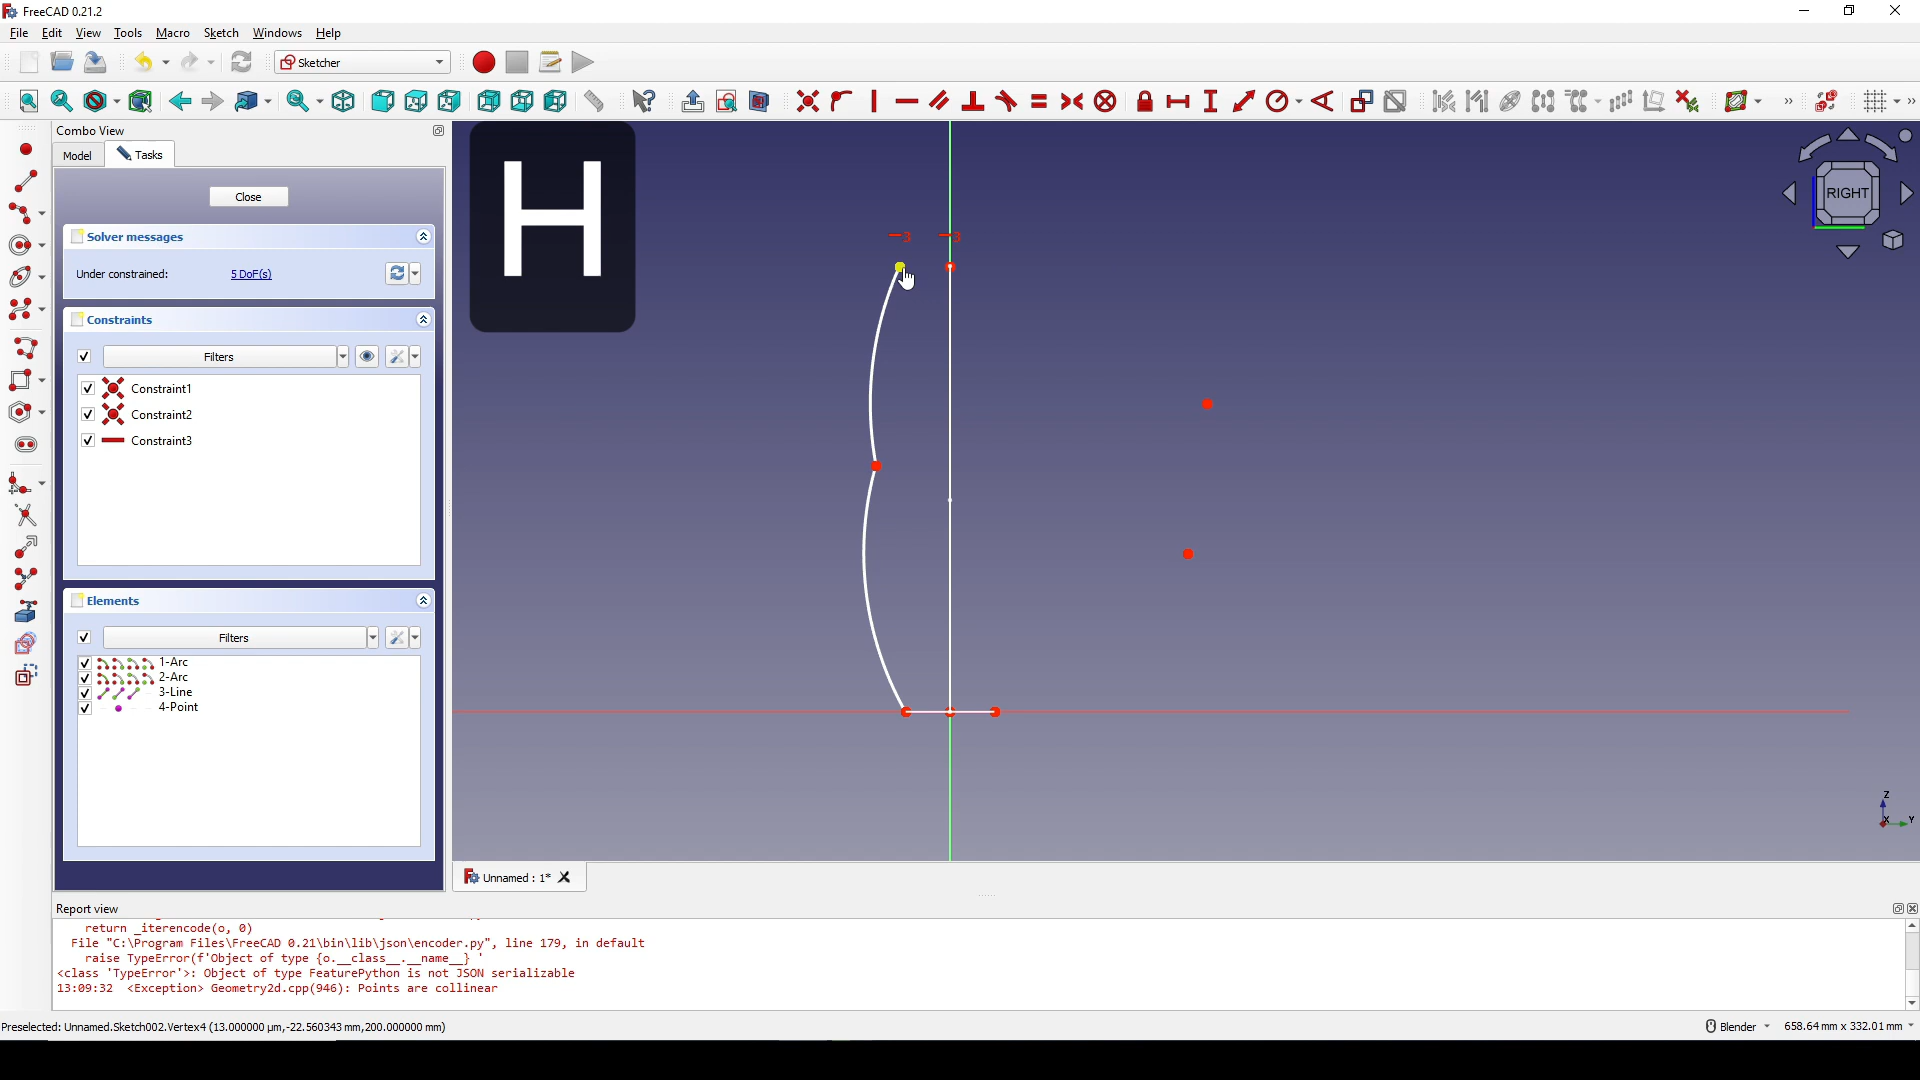 FreeCAD 0.21.2
File Edit View Tools Macro Sketch Windows Help
Sketcher
Combo View
Model Tasks
Close
Solver messages
Under constrained: 5 DoF(s)
Constraints
Filters
Constraint1
Constraint2
Constraint3
Elements
Filters
1-Arc
2-Arc
3-Line
4-Point
H
3 3
RIGHT
Z
X Y
Unnamed : 1*
Report view
return _iterencode(o, 0)
File "C:\Program Files\FreeCAD 0.21\bin\lib\json\encoder.py", line 179, in default
raise TypeError(f'Object of type {o.__class__.__name__} '
<class 'TypeError'>: Object of type FeaturePython is not JSON serializable
13:09:32 <Exception> Geometry2d.cpp(946): Points are collinear
Preselected: Unnamed.Sketch002.Vertex4 (13.000000 µm,-22.560343 mm,200.000000 mm)
Blender 658.64 mm x 332.01 mm